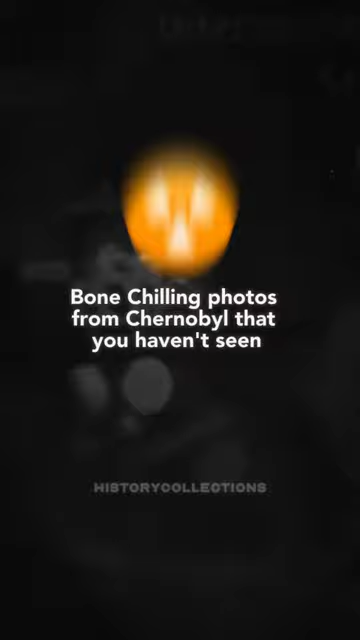 Bone Chilling photos
from Chernobyl that
you haven't seen
HISTORYCOLLECTIONS